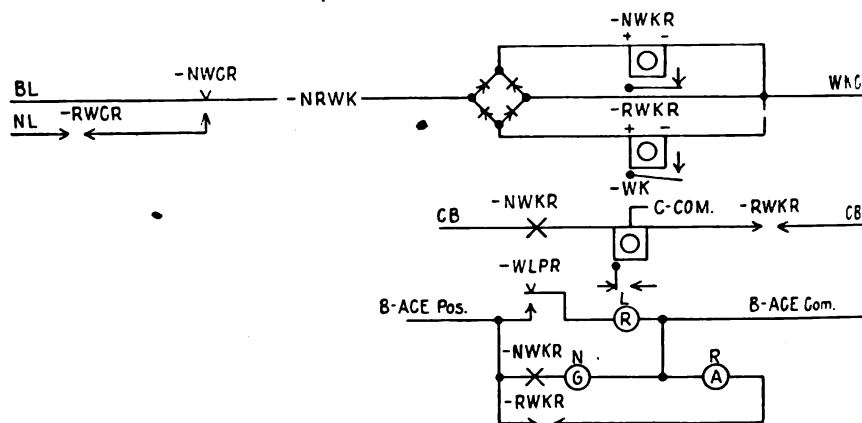 -NWKR
+ -
-NWCR
BL
WKC
-NRWK
-RWCR
NL
-RWKR
+ -
-WK
-NWKR
C-COM.
-RWKR
CB
CB
-WLPR
L
B-ACE Pos.
R
B-ACE Com.
-NWKR
N
R
G
A
-RWKR